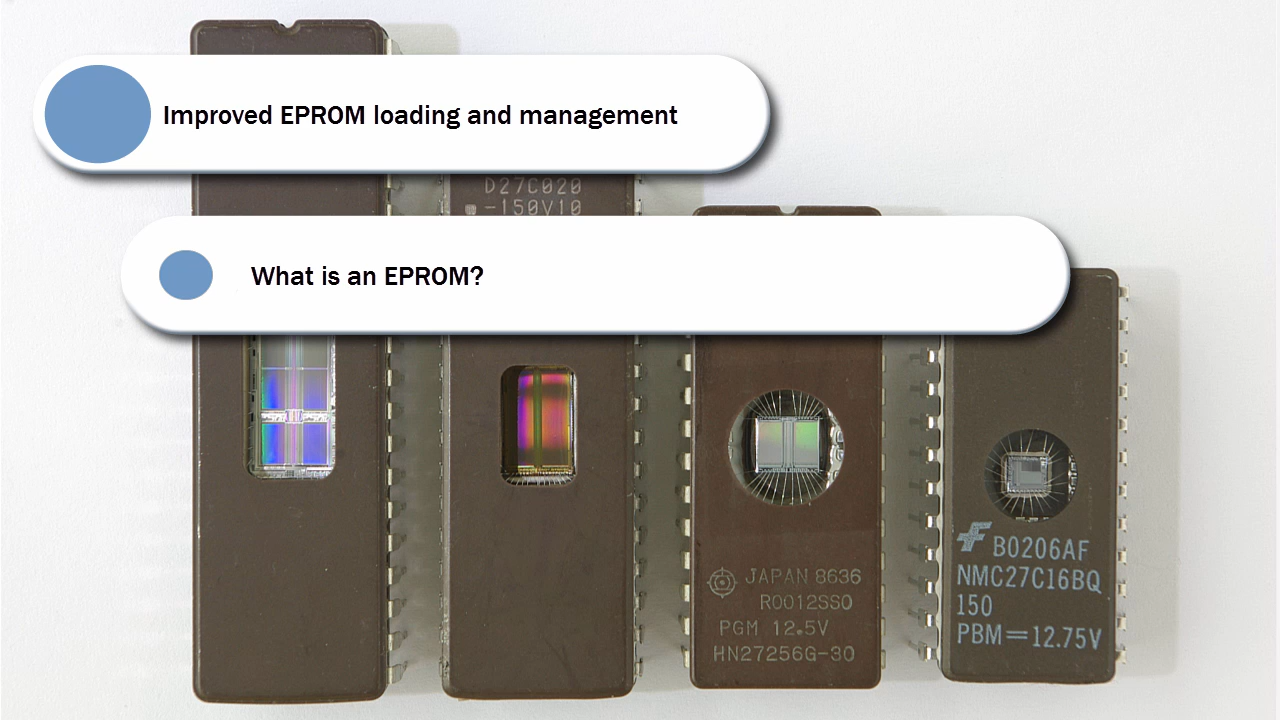 Improved EPROM loading and management
D27C020
-150V10
What is an EPROM?
JAPAN 8636
R0012SS0
PGM 12.5V
HN27256G-30
B0206AF
NMC27C16BQ
150
PBM=12.75V